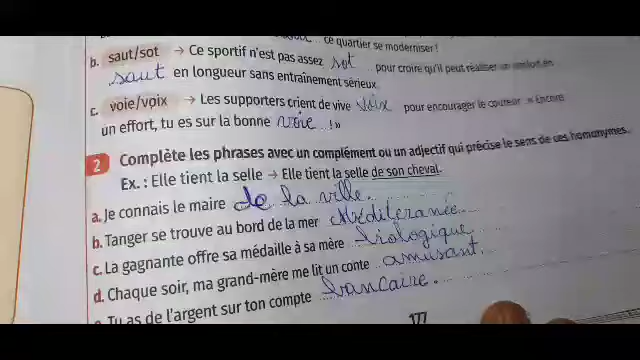 ce quartier se moderniser !
b. saut/sot → Ce sportif n'est pas assez sot pour croire qu'il peut réaliser un
saut en longueur sans entraînement sérieux.
c. voie/voix → Les supporters crient de vive voix pour encourager le coureur : « Encore
un effort, tu es sur la bonne voie ! »
2 Complète les phrases avec un complément ou un adjectif qui précise le sens de ces homonymes.
Ex. : Elle tient la selle → Elle tient la selle de son cheval.
a. Je connais le maire de la ville.
b. Tanger se trouve au bord de la mer Méditeranée.
c. La gagnante offre sa médaille à sa mère biologique
d. Chaque soir, ma grand-mère me lit un conte amusant.
Tu as de l'argent sur ton compte bancaire.
177